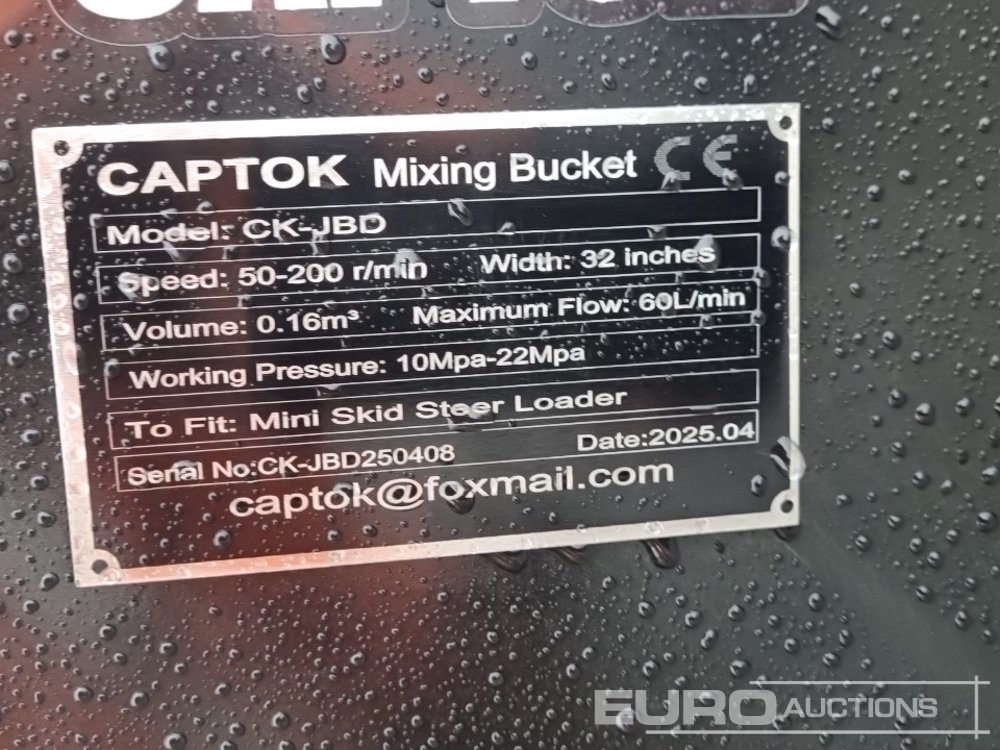 CAPTOK Mixing Bucket CE
Model: CK-JBD
Speed: 50-200 r/min Width: 32 inches
Volume: 0.16m³ Maximum Flow: 60L/min
Working Pressure: 10Mpa-22Mpa
To Fit: Mini Skid Steer Loader
Serial No:CK-JBD250408 Date:2025.04
captok@foxmail.com
EURO AUCTIONS